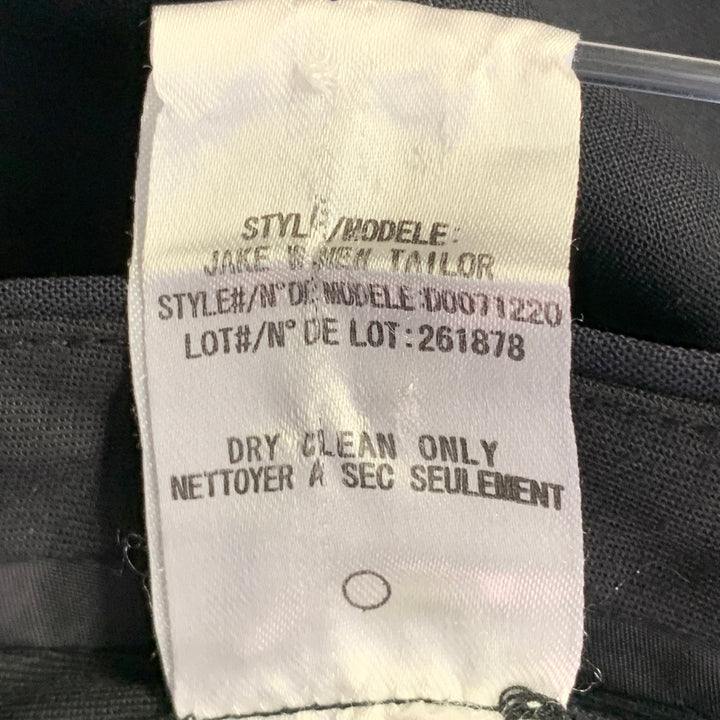 STYLE/MODELE:
JAKE W NEW TAILOR
STYLE#/N° DE MODELE:D0071220
LOT#/N° DE LOT:261878
DRY CLEAN ONLY
NETTOYER A SEC SEULEMENT